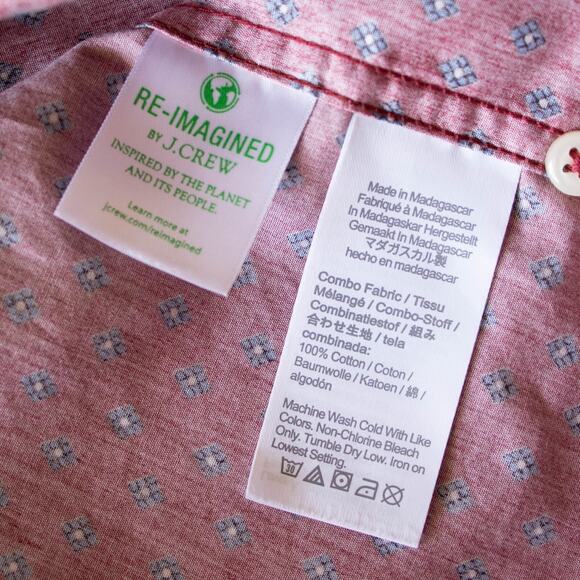 RE-IMAGINED
BY J.CREW
INSPIRED BY THE PLANET
AND ITS PEOPLE.
Learn more at
jcrew.com/reimagined
Made in Madagascar
Fabriqué à Madagascar
In Madagaskar Hergestellt
Gemaakt In Madagascar
マダガスカル製
hecho en madagascar
Combo Fabric / Tissu
Mélangé / Combo-Stoff /
Combinatiestof / 組み
合わせ生地 / tela
combinada:
100% Cotton / Coton /
Baumwolle / Katoen / 綿 /
algodón
Machine Wash Cold With Like
Colors. Non-Chlorine Bleach
Only. Tumble Dry Low. Iron on
Lowest Setting.
30